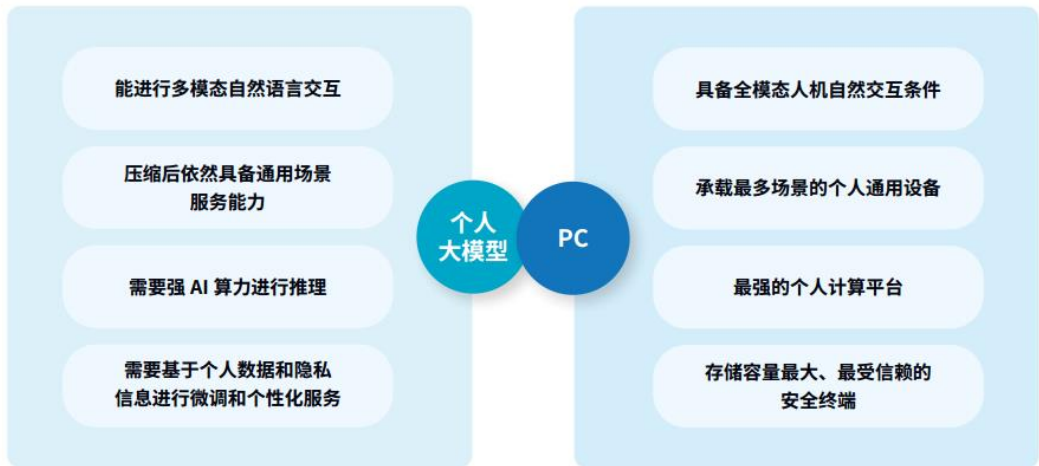 能进行多模态自然语言交互
压缩后依然具备通用场景
服务能力
需要强 AI 算力进行推理
需要基于个人数据和隐私
信息进行微调和个性化服务
个人
大模型
PC
具备全模态人机自然交互条件
承载最多场景的个人通用设备
最强的个人计算平台
存储容量最大、最受信赖的
安全终端